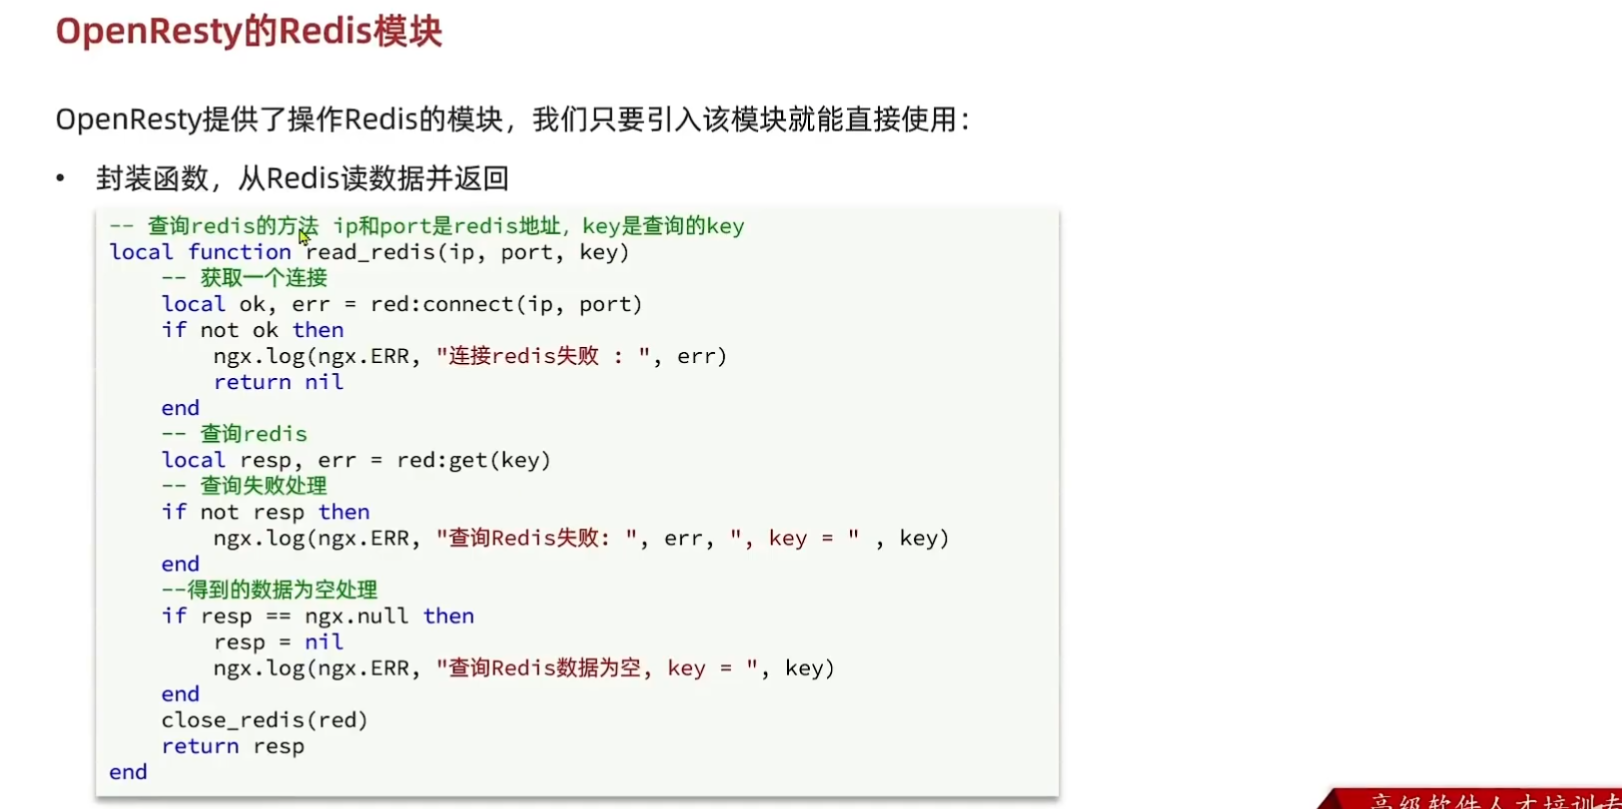 OpenResty的Redis模块
OpenResty提供了操作Redis的模块，我们只要引入该模块就能直接使用：
• 封装函数，从Redis读数据并返回
-- 查询redis的方法 ip和port是redis地址，key是查询的key
local function read_redis(ip, port, key)
    -- 获取一个连接
    local ok, err = red:connect(ip, port)
    if not ok then
        ngx.log(ngx.ERR, "连接redis失败 : ", err)
        return nil
    end
    -- 查询redis
    local resp, err = red:get(key)
    -- 查询失败处理
    if not resp then
        ngx.log(ngx.ERR, "查询Redis失败: ", err, ", key = " , key)
    end
    --得到的数据为空处理
    if resp == ngx.null then
        resp = nil
        ngx.log(ngx.ERR, "查询Redis数据为空, key = ", key)
    end
    close_redis(red)
    return resp
end
高级软件人才培训